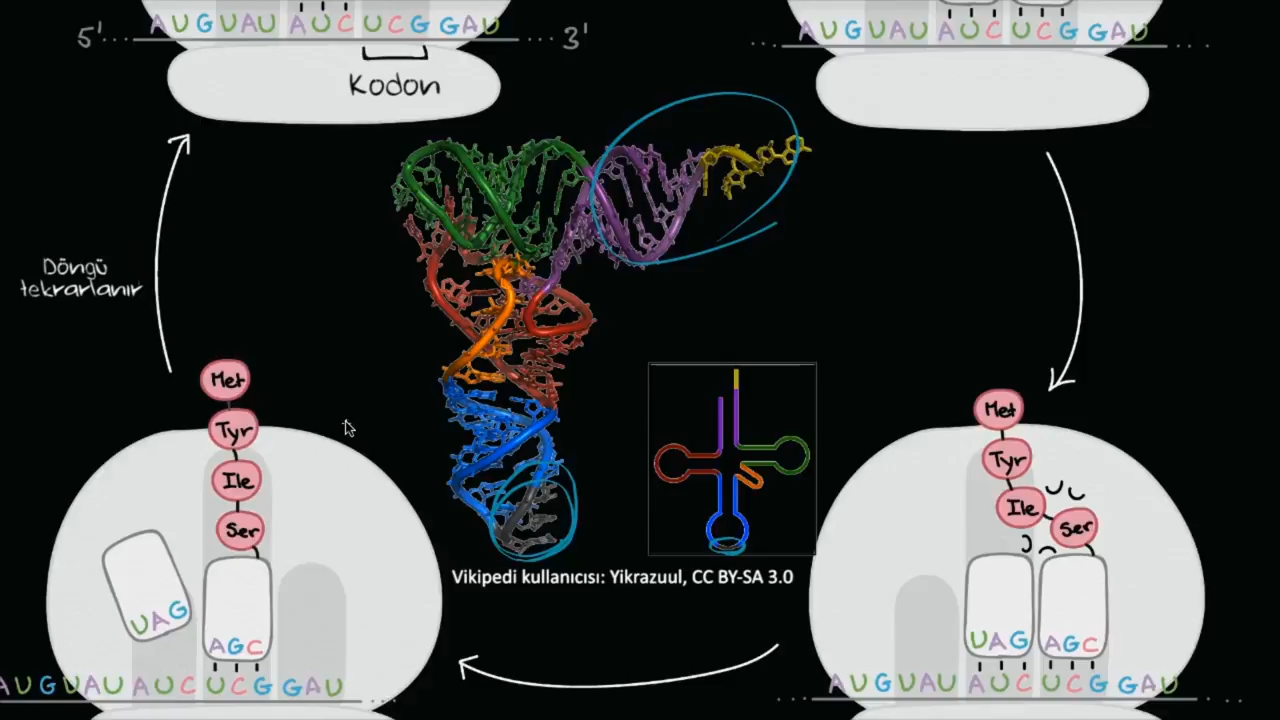 5'... AUGUAU AUC UCG GAU ... 3'
... AUGUAU AUC UCG GAU ...
Kodon
Döngü
tekrarlanır
Met
Tyr
Ile
Ser
UAG
AGC
AUGUAU AUC UCG GAU ...
Vikipedi kullanıcısı: Yikrazuul, CC BY-SA 3.0
Met
Tyr
Ile
Ser
UAG
AGC
... AUGUAU AUC UCG GAU ...